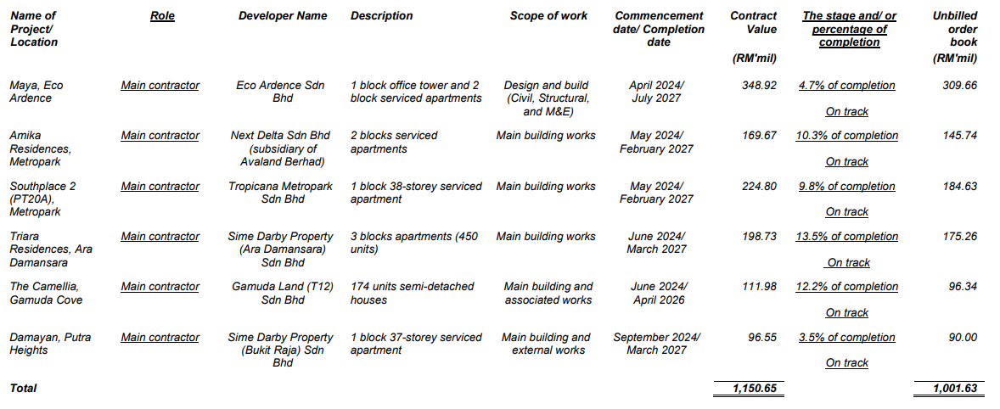 Name of Project/ Location | Role | Developer Name | Description | Scope of work | Commencement date/ Completion date | Contract Value (RM'mil) | The stage and/ or percentage of completion | Unbilled order book (RM'mil)
Maya, Eco Ardence | Main contractor | Eco Ardence Sdn Bhd | 1 block office tower and 2 block serviced apartments | Design and build (Civil, Structural, and M&E) | April 2024/ July 2027 | 348.92 | 4.7% of completion On track | 309.66
Amika Residences, Metropark | Main contractor | Next Delta Sdn Bhd (subsidiary of Avaland Berhad) | 2 blocks serviced apartments | Main building works | May 2024/ February 2027 | 169.67 | 10.3% of completion On track | 145.74
Southplace 2 (PT20A), Metropark | Main contractor | Tropicana Metropark Sdn Bhd | 1 block 38-storey serviced apartment | Main building works | May 2024/ February 2027 | 224.80 | 9.8% of completion On track | 184.63
Triara Residences, Ara Damansara | Main contractor | Sime Darby Property (Ara Damansara) Sdn Bhd | 3 blocks apartments (450 units) | Main building works | June 2024/ March 2027 | 198.73 | 13.5% of completion On track | 175.26
The Camellia, Gamuda Cove | Main contractor | Gamuda Land (T12) Sdn Bhd | 174 units semi-detached houses | Main building and associated works | June 2024/ April 2026 | 111.98 | 12.2% of completion On track | 96.34
Damayan, Putra Heights | Main contractor | Sime Darby Property (Bukit Raja) Sdn Bhd | 1 block 37-storey serviced apartment | Main building and external works | September 2024/ March 2027 | 96.55 | 3.5% of completion On track | 90.00
Total | 1,150.65 | 1,001.63